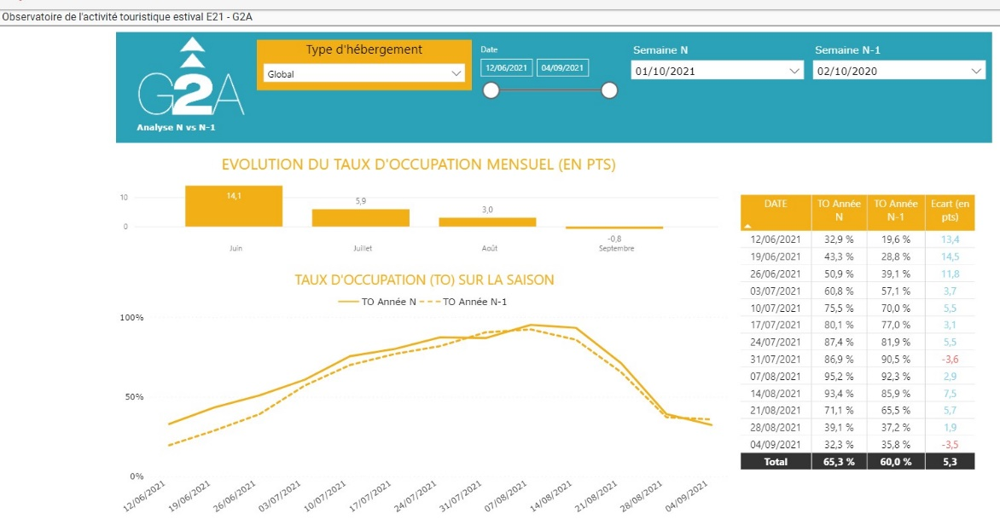 Observatoire de l'activité touristique estival E21 - G2A
G2A
Analyse N vs N-1
Type d'hébergement
Global
Date
12/06/2021 04/09/2021
Semaine N
01/10/2021
Semaine N-1
02/10/2020
EVOLUTION DU TAUX D'OCCUPATION MENSUEL (EN PTS)
10
0
14,1
5,9
3,0
-0,8
Juin
Juillet
Août
Septembre
TAUX D'OCCUPATION (TO) SUR LA SAISON
TO Année N TO Année N-1
100%
50%
0%
12/06/2021
19/06/2021
26/06/2021
03/07/2021
10/07/2021
17/07/2021
24/07/2021
31/07/2021
07/08/2021
14/08/2021
21/08/2021
28/08/2021
04/09/2021
DATE TO Année N TO Année N-1 Ecart (en pts)
12/06/2021 32,9 % 19,6 % 13,4
19/06/2021 43,3 % 28,8 % 14,5
26/06/2021 50,9 % 39,1 % 11,8
03/07/2021 60,8 % 57,1 % 3,7
10/07/2021 75,5 % 70,0 % 5,5
17/07/2021 80,1 % 77,0 % 3,1
24/07/2021 87,4 % 81,9 % 5,5
31/07/2021 86,9 % 90,5 % -3,6
07/08/2021 95,2 % 92,3 % 2,9
14/08/2021 93,4 % 85,9 % 7,5
21/08/2021 71,1 % 65,5 % 5,7
28/08/2021 39,1 % 37,2 % 1,9
04/09/2021 32,3 % 35,8 % -3,5
Total 65,3 % 60,0 % 5,3